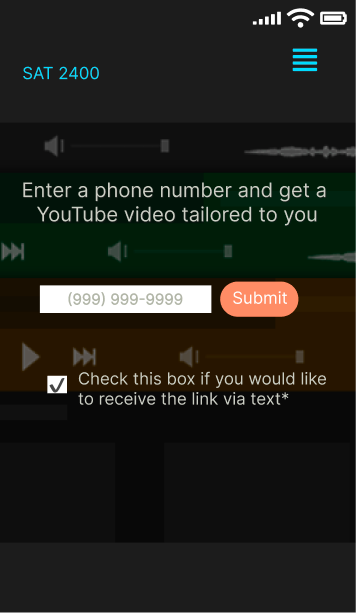 SAT 2400
Enter a phone number and get a
YouTube video tailored to you
(999) 999-9999
Submit
Check this box if you would like
to receive the link via text*